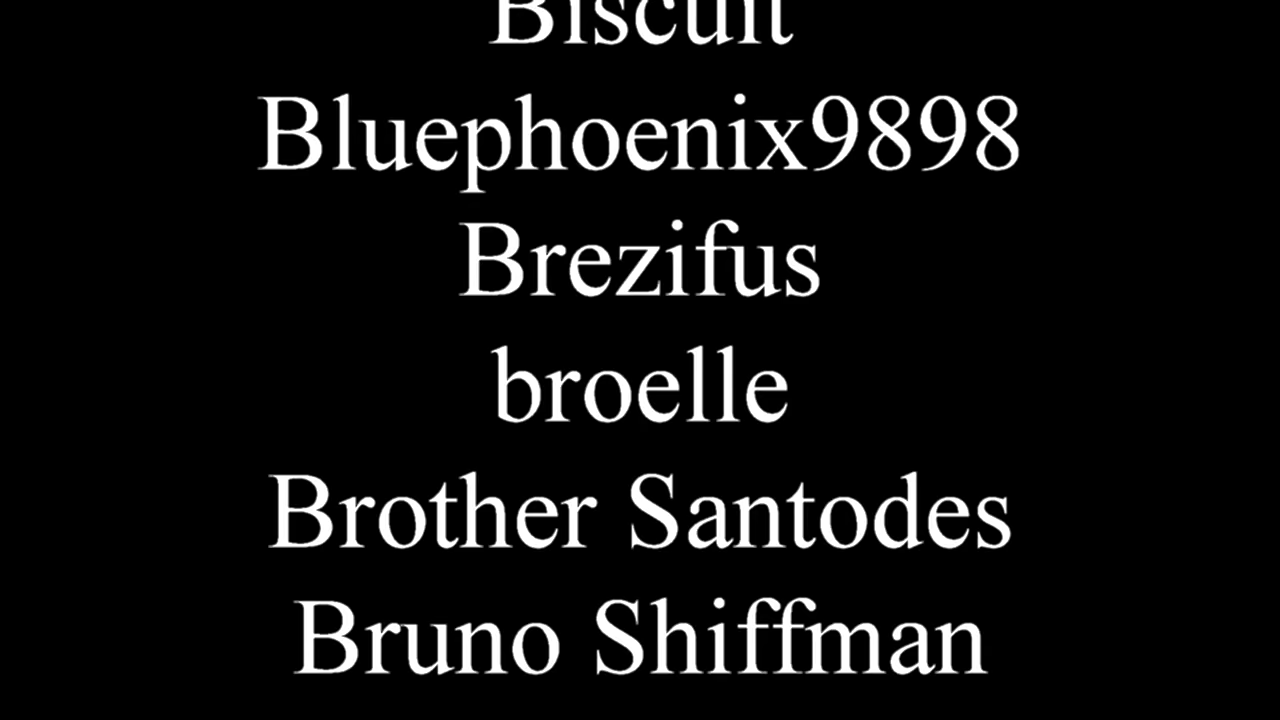 Biscuit
Bluephoenix9898
Brezifus
broelle
Brother Santodes
Bruno Shiffman